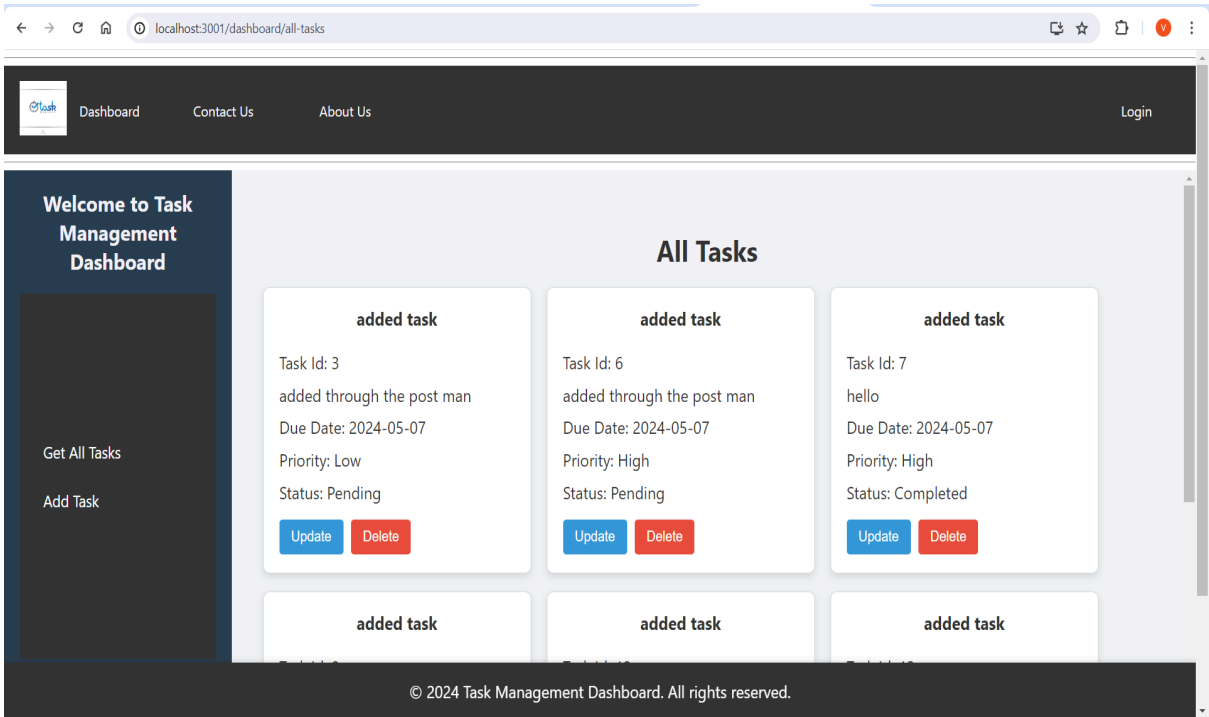 localhost:3001/dashboard/all-tasks
V
task
Dashboard
Contact Us
About Us
Login
Welcome to Task
Management
Dashboard
Get All Tasks
Add Task
All Tasks
added task
Task Id: 3
added through the post man
Due Date: 2024-05-07
Priority: Low
Status: Pending
Update
Delete
added task
Task Id: 6
added through the post man
Due Date: 2024-05-07
Priority: High
Status: Pending
Update
Delete
added task
Task Id: 7
hello
Due Date: 2024-05-07
Priority: High
Status: Completed
Update
Delete
added task
added task
added task
© 2024 Task Management Dashboard. All rights reserved.